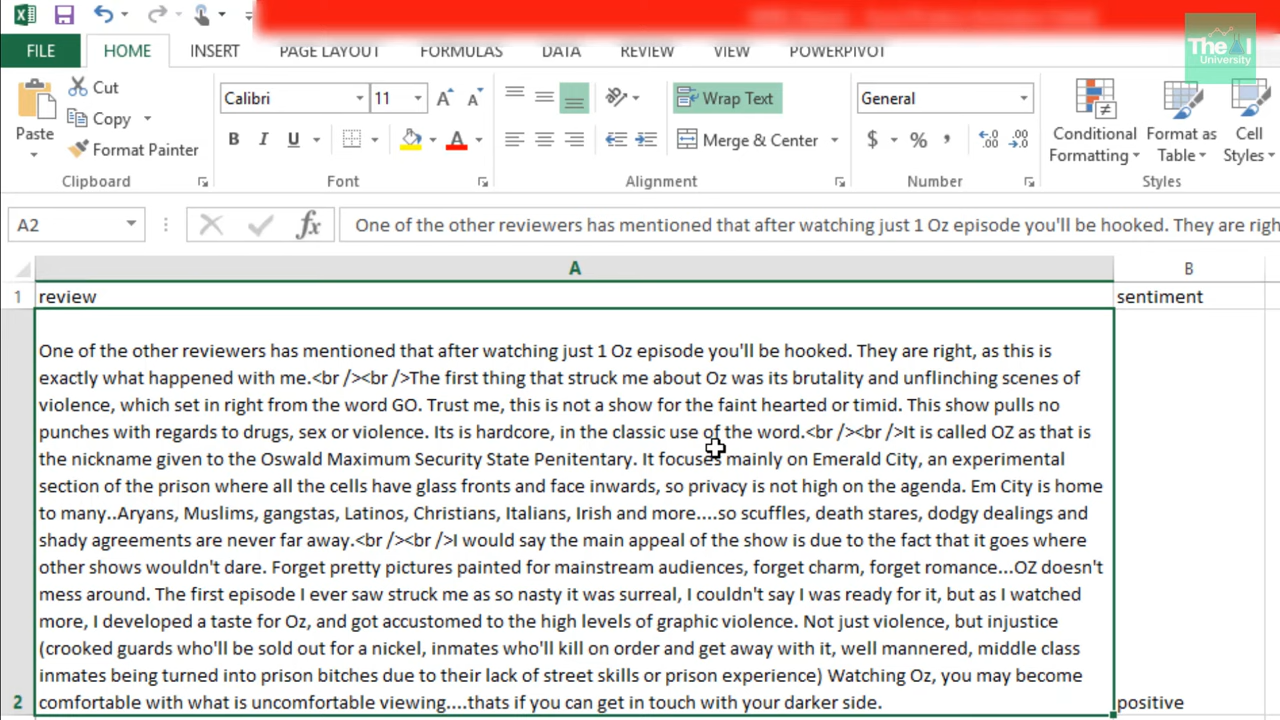 The AI
University
FILE HOME INSERT PAGE LAYOUT FORMULAS DATA REVIEW VIEW POWERPIVOT
Cut
Copy
Format Painter
Paste
Clipboard
Calibri 11
B I U
Font
Wrap Text
Merge & Center
Alignment
General
$ % ,
Number
Conditional
Formatting
Format as
Table
Cell
Styles
Styles
A2 fx One of the other reviewers has mentioned that after watching just 1 Oz episode you'll be hooked. They are righ
A B
1 review sentiment
One of the other reviewers has mentioned that after watching just 1 Oz episode you'll be hooked. They are right, as this is
exactly what happened with me.<br /><br />The first thing that struck me about Oz was its brutality and unflinching scenes of
violence, which set in right from the word GO. Trust me, this is not a show for the faint hearted or timid. This show pulls no
punches with regards to drugs, sex or violence. Its is hardcore, in the classic use of the word.<br /><br />It is called OZ as that is
the nickname given to the Oswald Maximum Security State Penitentary. It focuses mainly on Emerald City, an experimental
section of the prison where all the cells have glass fronts and face inwards, so privacy is not high on the agenda. Em City is home
to many..Aryans, Muslims, gangstas, Latinos, Christians, Italians, Irish and more....so scuffles, death stares, dodgy dealings and
shady agreements are never far away.<br /><br />I would say the main appeal of the show is due to the fact that it goes where
other shows wouldn't dare. Forget pretty pictures painted for mainstream audiences, forget charm, forget romance...OZ doesn't
mess around. The first episode I ever saw struck me as so nasty it was surreal, I couldn't say I was ready for it, but as I watched
more, I developed a taste for Oz, and got accustomed to the high levels of graphic violence. Not just violence, but injustice
(crooked guards who'll be sold out for a nickel, inmates who'll kill on order and get away with it, well mannered, middle class
inmates being turned into prison bitches due to their lack of street skills or prison experience) Watching Oz, you may become
2 comfortable with what is uncomfortable viewing....thats if you can get in touch with your darker side. positive